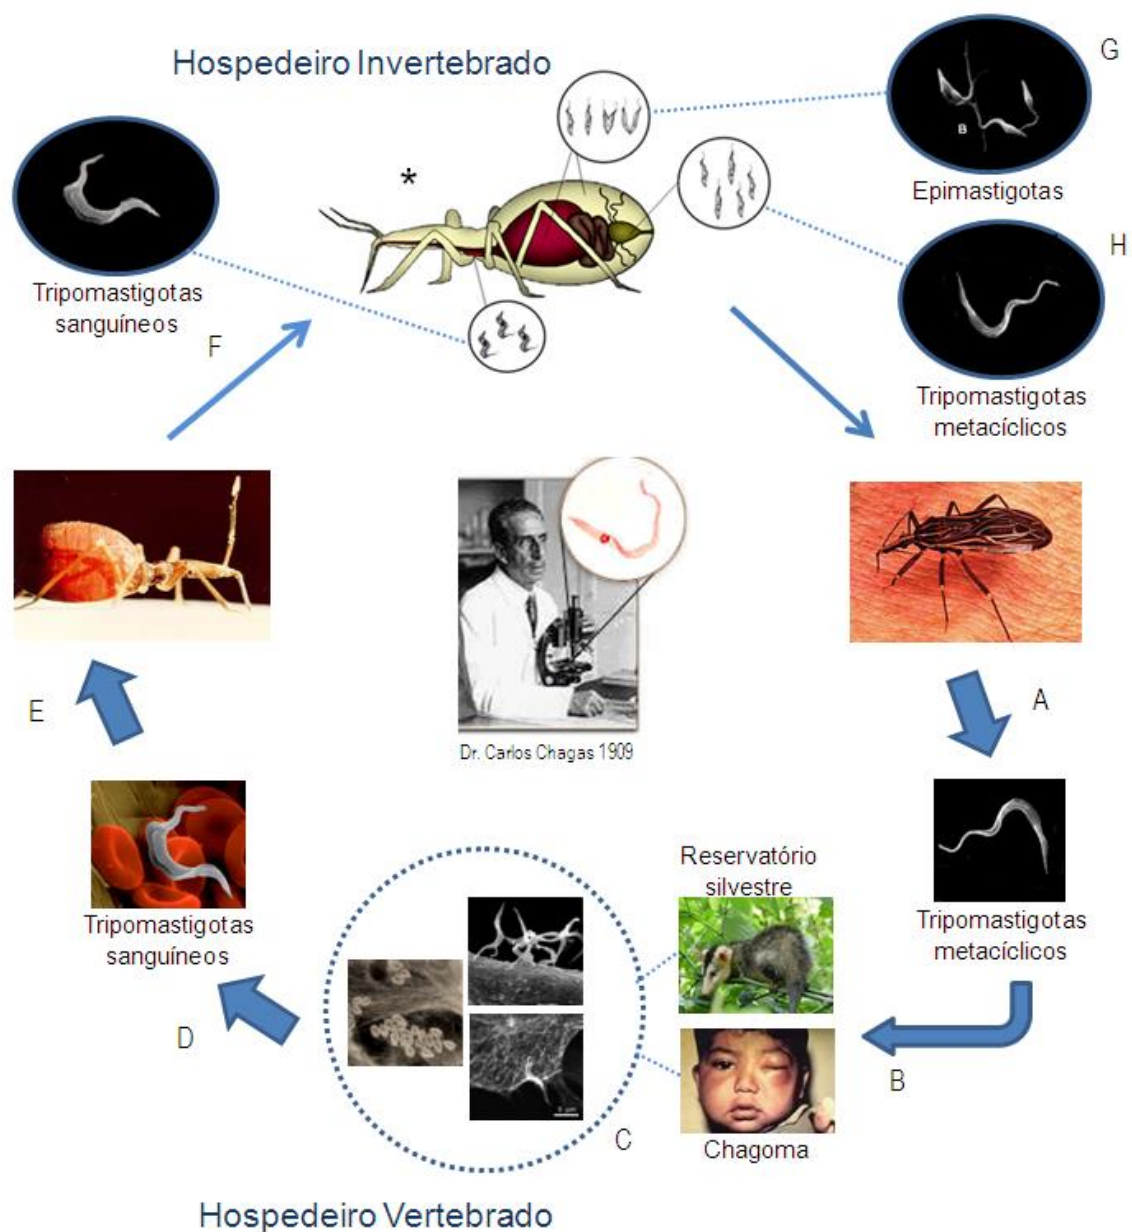 Hospedeiro Invertebrado
G
B
Epimastigotas
*
H
Tripomastigotas
sanguíneos
F
Tripomastigotas
metacíclicos
A
E
Dr. Carlos Chagas 1909
Reservatório
silvestre
Tripomastigotas
sanguíneos
Tripomastigotas
metacíclicos
D
B
C
Chagoma
Hospedeiro Vertebrado